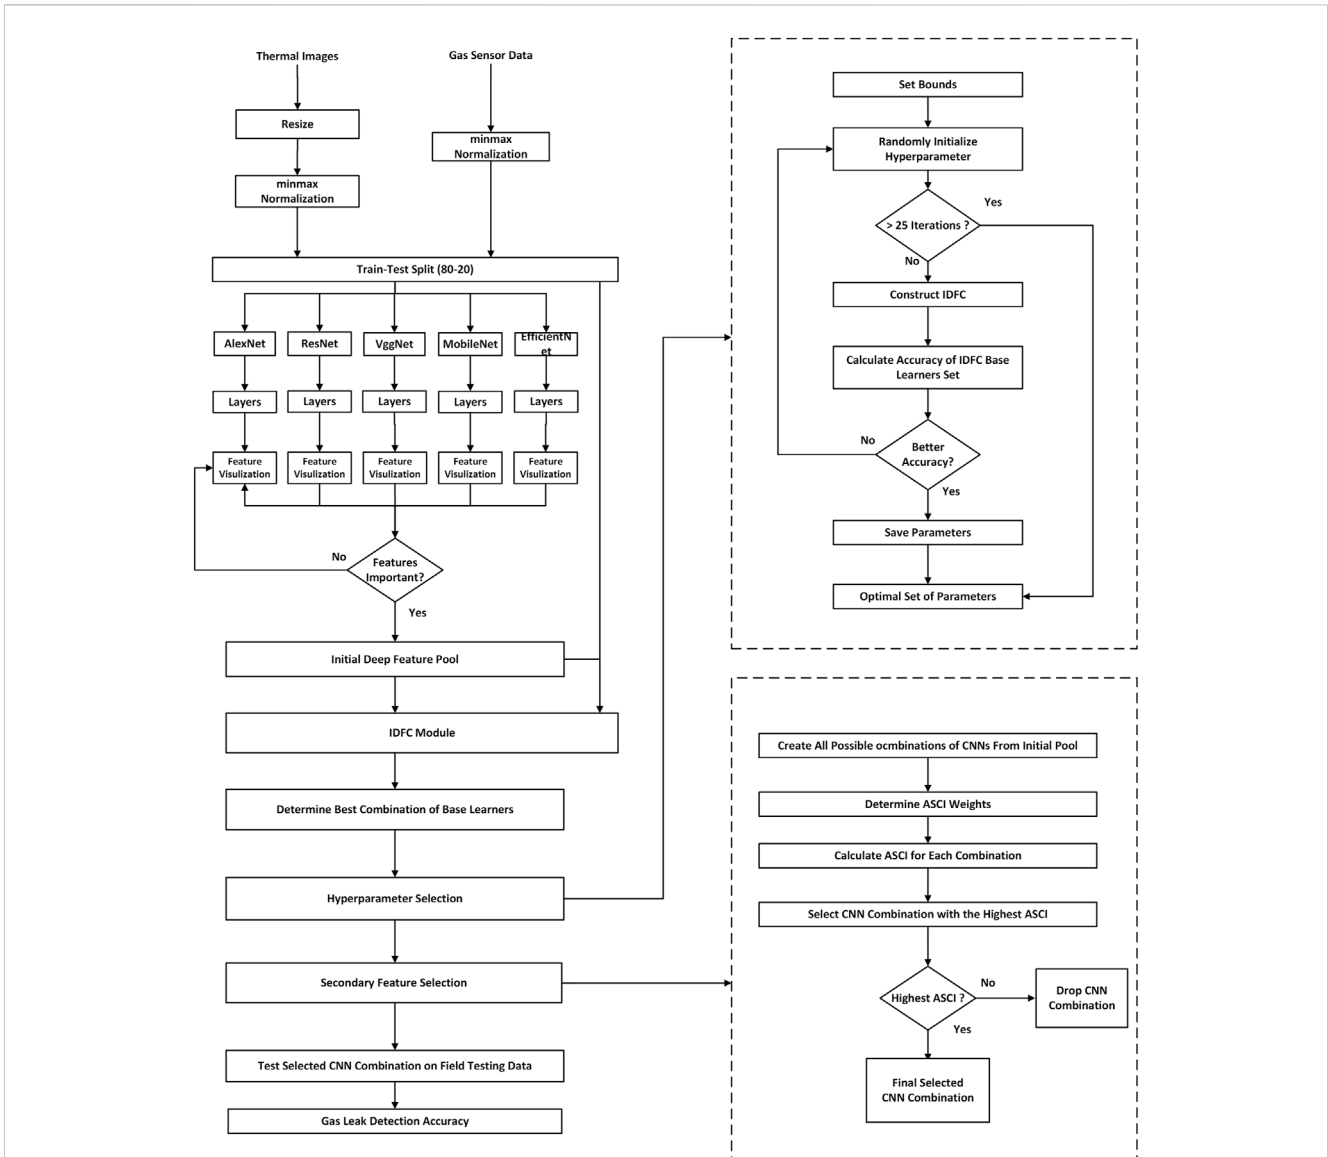 Thermal Images
Gas Sensor Data
Resize
minmax
Normalization
minmax
Normalization
Train-Test Split (80-20)
AlexNet
ResNet
VggNet
MobileNet
EfficientN
et
Layers
Layers
Layers
Layers
Layers
Feature
Visulization
Feature
Visulization
Feature
Visulization
Feature
Visulization
Feature
Visulization
No
Features
Important?
Yes
Initial Deep Feature Pool
IDFC Module
Determine Best Combination of Base Learners
Hyperparameter Selection
Secondary Feature Selection
Test Selected CNN Combination on Field Testing Data
Gas Leak Detection Accuracy
Set Bounds
Randomly Initialize
Hyperparameter
Yes
> 25 Iterations ?
No
Construct IDFC
Calculate Accuracy of IDFC Base
Learners Set
No
Better
Accuracy?
Yes
Save Parameters
Optimal Set of Parameters
Create All Possible ocmbinations of CNNs From Initial Pool
Determine ASCI Weights
Calculate ASCI for Each Combination
Select CNN Combination with the Highest ASCI
Highest ASCI ?
No
Drop CNN
Combination
Yes
Final Selected
CNN Combination